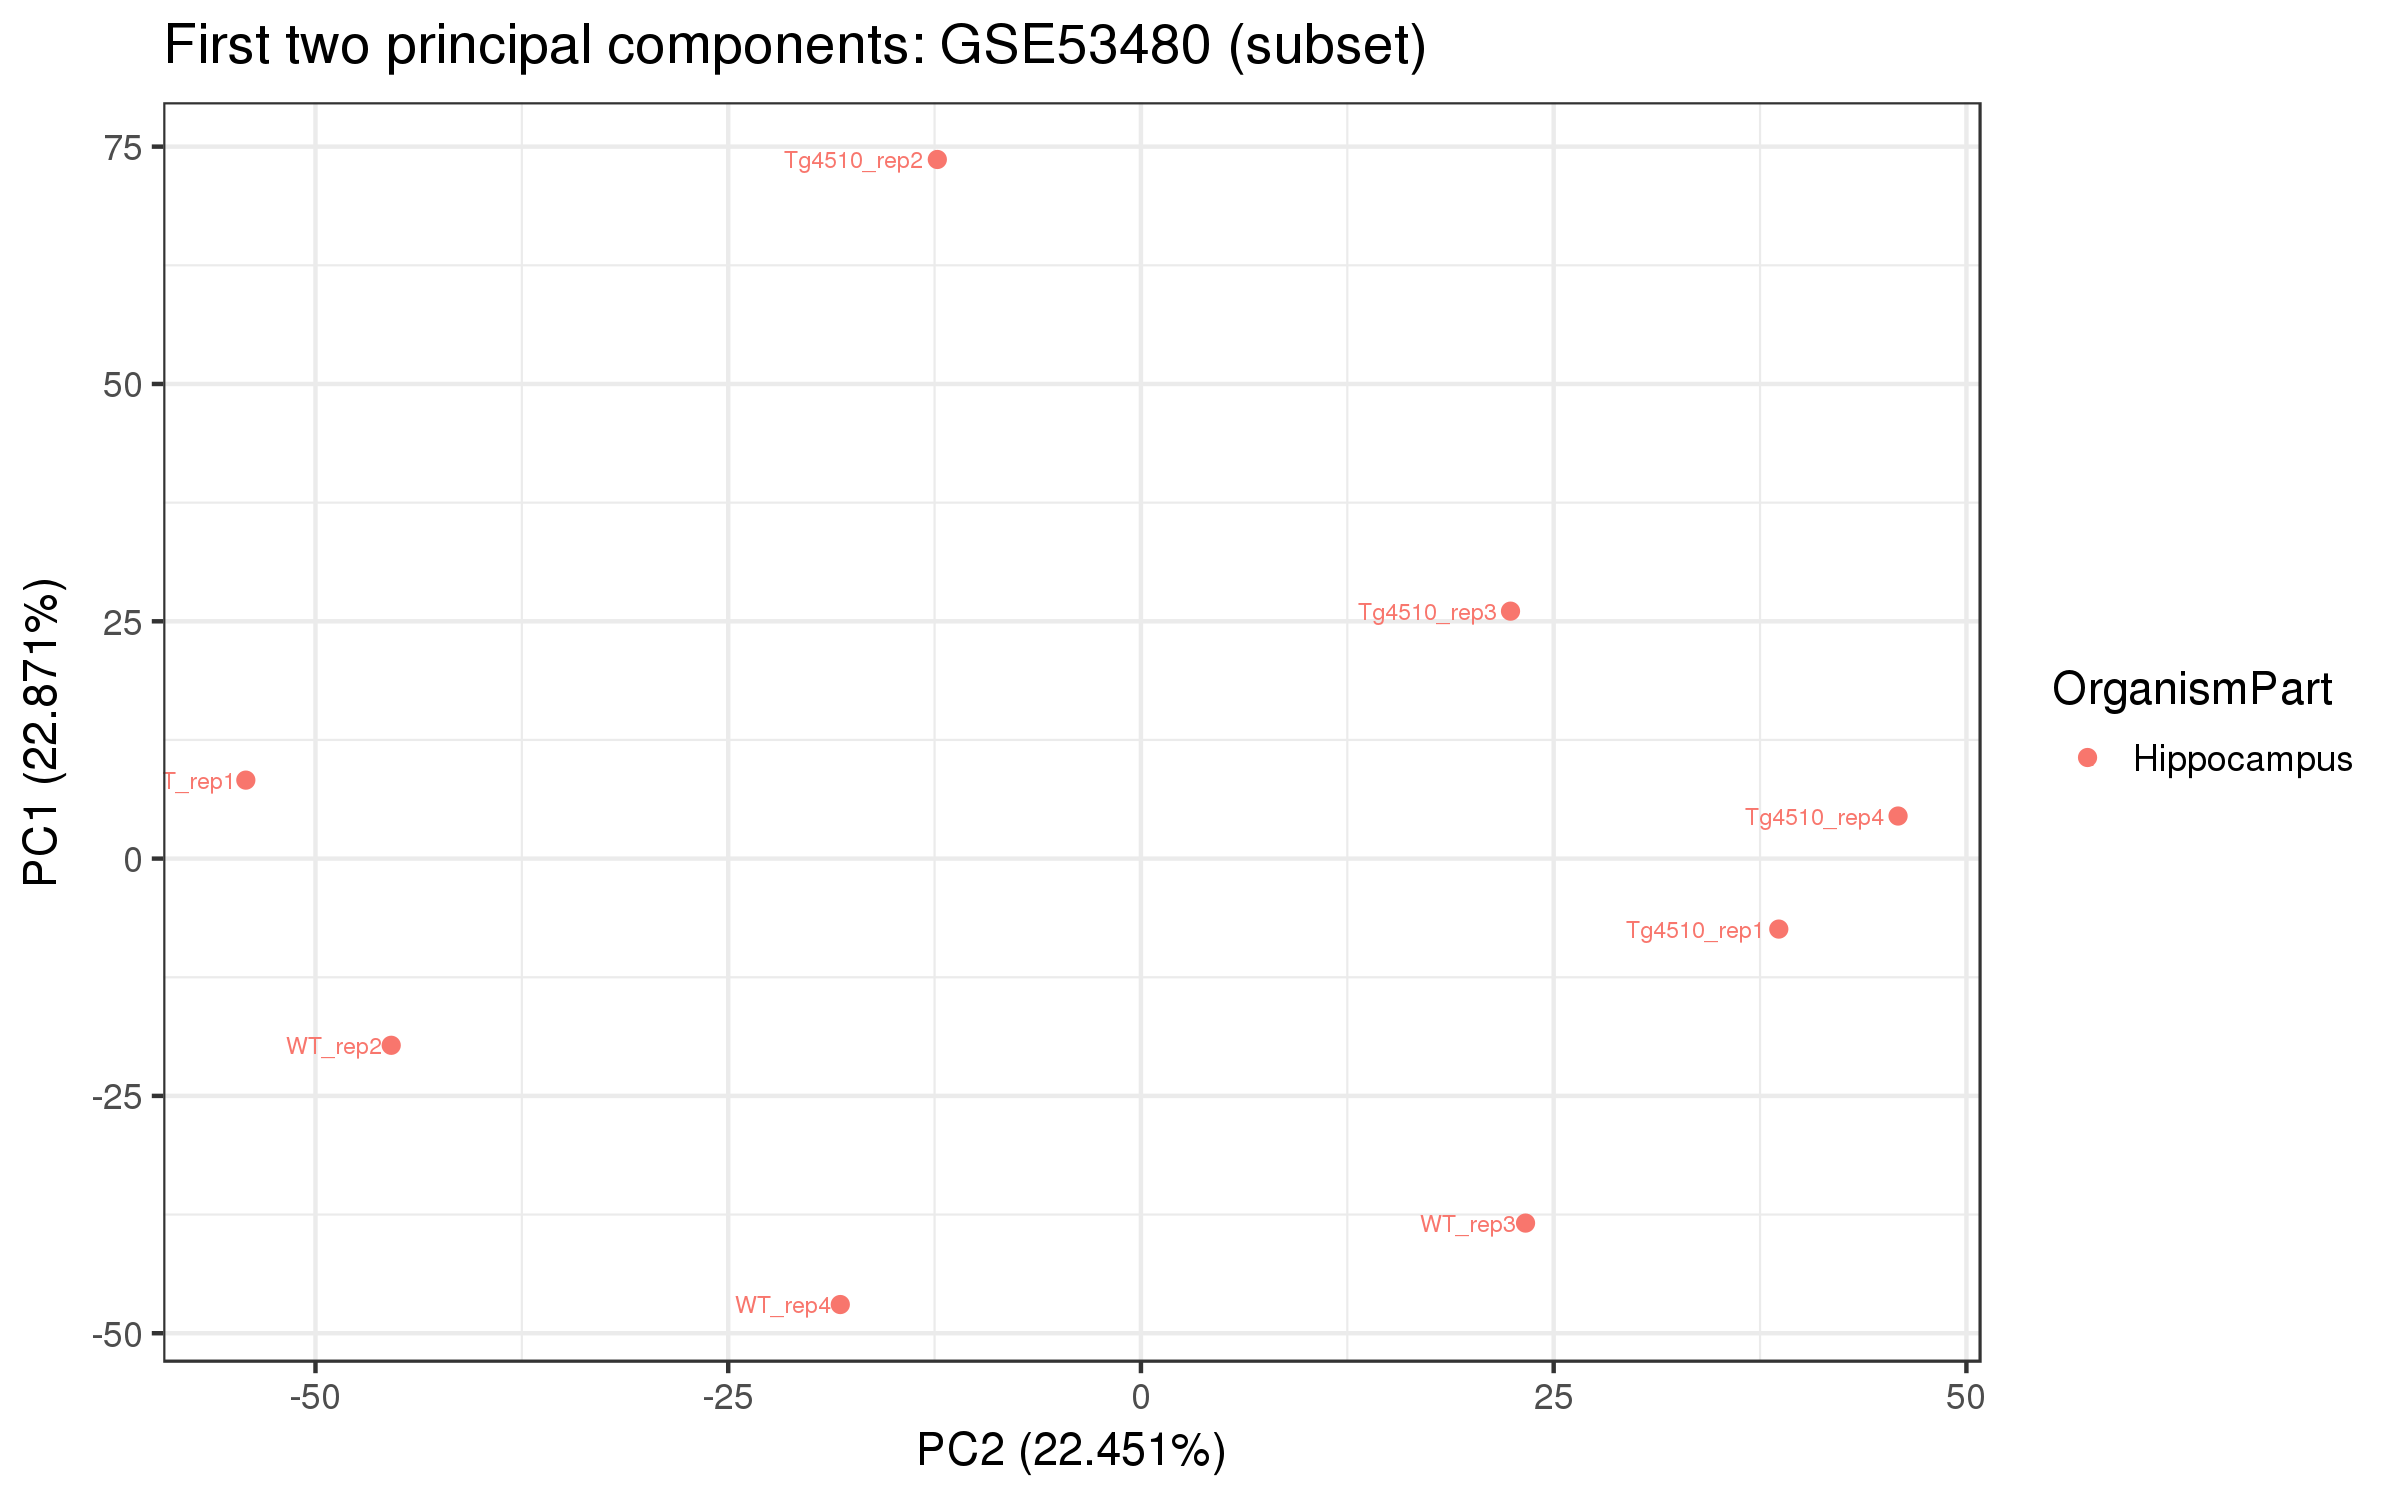 First two principal components: GSE53480 (subset)
PC1 (22.871%)
75
50
25
0
-25
-50
Tg4510_rep2
Tg4510_rep3
T_rep1
Tg4510_rep4
Tg4510_rep1
WT_rep2
WT_rep3
WT_rep4
-50
-25
0
25
50
PC2 (22.451%)
OrganismPart
Hippocampus